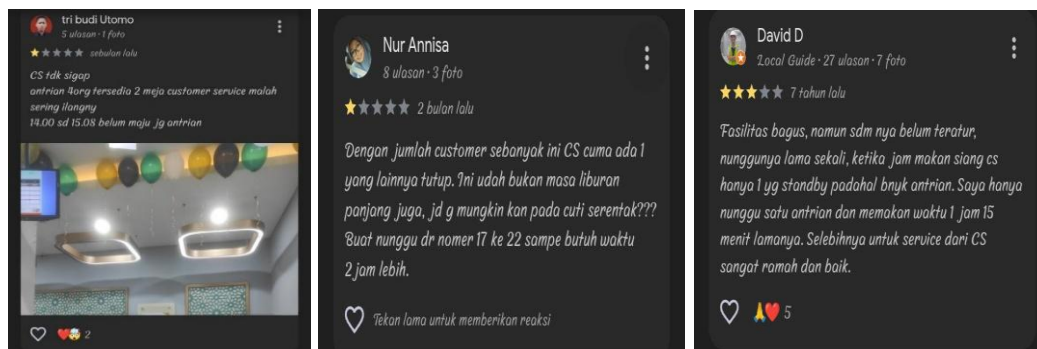 tri budi Utomo
5 ulasan · 1 foto
sebulan lalu
CS tdk sigap
antrian 4org tersedia 2 meja customer service malah
sering ilangny
14.00 sd 15.08 belum maju jg antrian
2
Nur Annisa
8 ulasan · 3 foto
2 bulan lalu
Dengan jumlah customer sebanyak ini CS cuma ada 1
yang lainnya tutup. Ini udah bukan masa liburan
panjang juga, jd g mungkin kan pada cuti serentak???
Buat nunggu dr nomer 17 ke 22 sampe butuh waktu
2 jam lebih.
Tekan lama untuk memberikan reaksi
David D
Local Guide · 27 ulasan · 7 foto
7 tahun lalu
Fasilitas bagus, namun sdm nya belum teratur,
nunggunya lama sekali, ketika jam makan siang cs
hanya 1 yg standby padahal bnyk antrian. Saya hanya
nunggu satu antrian dan memakan waktu 1 jam 15
menit lamanya. Selebihnya untuk service dari CS
sangat ramah dan baik.
5